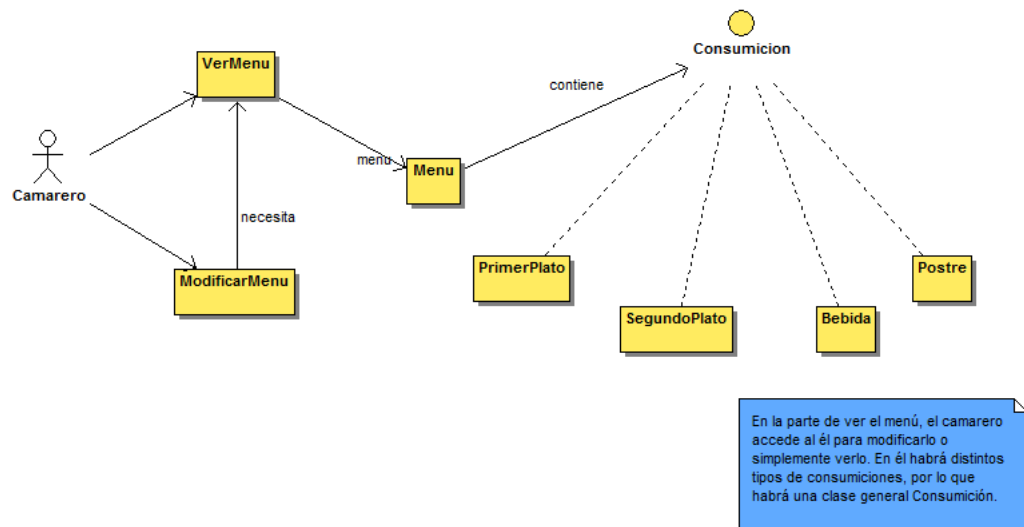 Consumicion
VerMenu
contiene
menu
Menu
Camarero
necesita
ModificarMenu
PrimerPlato
Postre
SegundoPlato
Bebida
En la parte de ver el menú, el camarero
accede al él para modificarlo o
simplemente verlo. En él habrá distintos
tipos de consumiciones, por lo que
habrá una clase general Consumición.